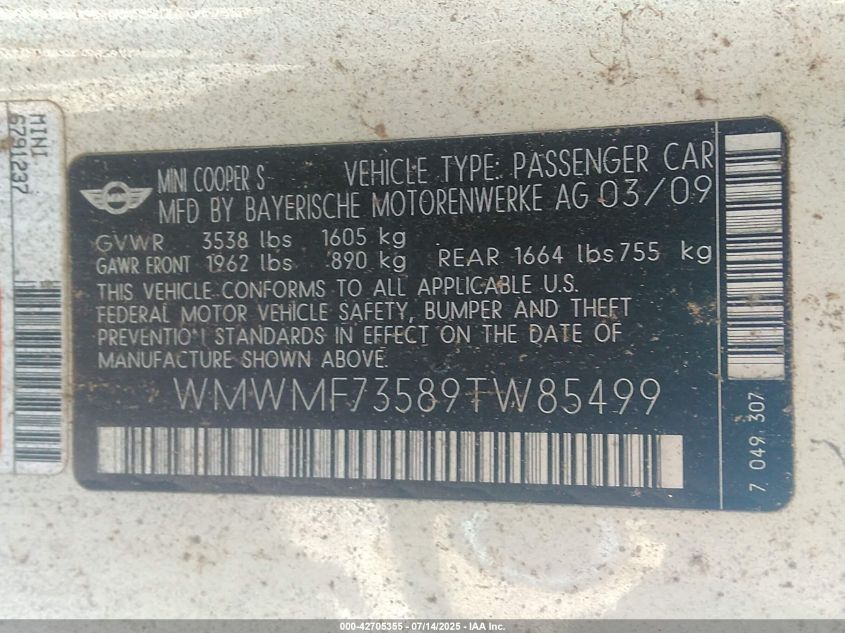 MINI
6791237
MINI COOPER S VEHICLE TYPE: PASSENGER CAR
MFD BY BAYERISCHE MOTORENWERKE AG 03/09
GVWR 3538 lbs 1605 kg
GAWR FRONT 1962 lbs 890 kg REAR 1664 lbs 755 kg
THIS VEHICLE CONFORMS TO ALL APPLICABLE U.S.
FEDERAL MOTOR VEHICLE SAFETY, BUMPER AND THEFT
PREVENTION STANDARDS IN EFFECT ON THE DATE OF
MANUFACTURE SHOWN ABOVE.
WMWMF73589TW85499
7 049 307
000-42705355 | 07/14/2025 - IAA Inc.